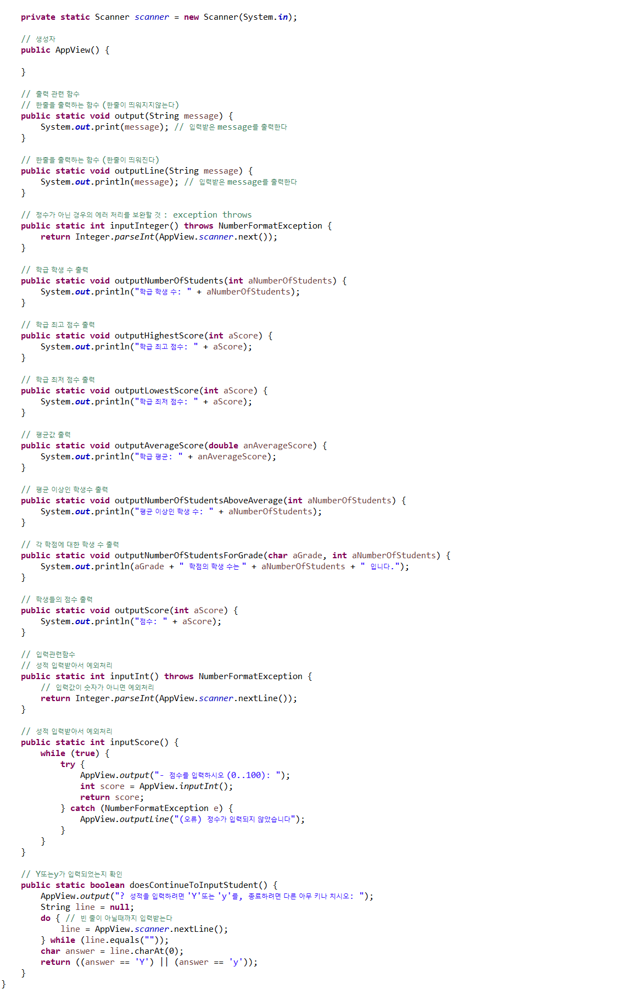 private static Scanner scanner = new Scanner(System.in);
// 생성자
public AppView() {
}
// 출력 관련 함수
// 한줄을 출력하는 함수 (한줄이 띄워지지않는다)
public static void output(String message) {
System.out.print(message); // 입력받은 message를 출력한다
}
// 한줄을 출력하는 함수 (한줄이 띄워진다)
public static void outputLine(String message) {
System.out.println(message); // 입력받은 message를 출력한다
}
// 정수가 아닌 경우의 에러 처리를 보완할 것 : exception throws
public static int inputInteger() throws NumberFormatException {
return Integer.parseInt(AppView.scanner.next());
}
// 학급 학생 수 출력
public static void outputNumberOfStudents(int aNumberOfStudents) {
System.out.println("학급 학생 수: " + aNumberOfStudents);
}
// 학급 최고 점수 출력
public static void outputHighestScore(int aScore) {
System.out.println("학급 최고 점수: " + aScore);
}
// 학급 최저 점수 출력
public static void outputLowestScore(int aScore) {
System.out.println("학급 최저 점수: " + aScore);
}
// 평균값 출력
public static void outputAverageScore(double anAverageScore) {
System.out.println("학급 평균: " + anAverageScore);
}
// 평균 이상인 학생수 출력
public static void outputNumberOfStudentsAboveAverage(int aNumberOfStudents) {
System.out.println("평균 이상인 학생 수: " + aNumberOfStudents);
}
// 각 학점에 대한 학생 수 출력
public static void outputNumberOfStudentsForGrade(char aGrade, int aNumberOfStudents) {
System.out.println(aGrade + " 학점의 학생 수는 " + aNumberOfStudents + " 입니다.");
}
// 학생들의 점수 출력
public static void outputScore(int aScore) {
System.out.println("점수: " + aScore);
}
// 입력관련함수
// 성적 입력받아서 예외처리
public static int inputInt() throws NumberFormatException {
// 입력값이 숫자가 아니면 예외처리
return Integer.parseInt(AppView.scanner.nextLine());
}
// 성적 입력받아서 예외처리
public static int inputScore() {
while (true) {
try {
AppView.output("- 점수를 입력하시오 (0..100): ");
int score = AppView.inputInt();
return score;
} catch (NumberFormatException e) {
AppView.outputLine("(오류) 정수가 입력되지 않았습니다");
}
}
}
// Y또는y가 입력되었는지 확인
public static boolean doesContinueToInputStudent() {
AppView.output("? 성적을 입력하려면 'Y'또는 'y'를, 종료하려면 다른 아무 키나 치시오: ");
String line = null;
do { // 빈 줄이 아닐때까지 입력받는다
line = AppView.scanner.nextLine();
} while (line.equals(""));
char answer = line.charAt(0);
return ((answer == 'Y') || (answer == 'y'));
}
}